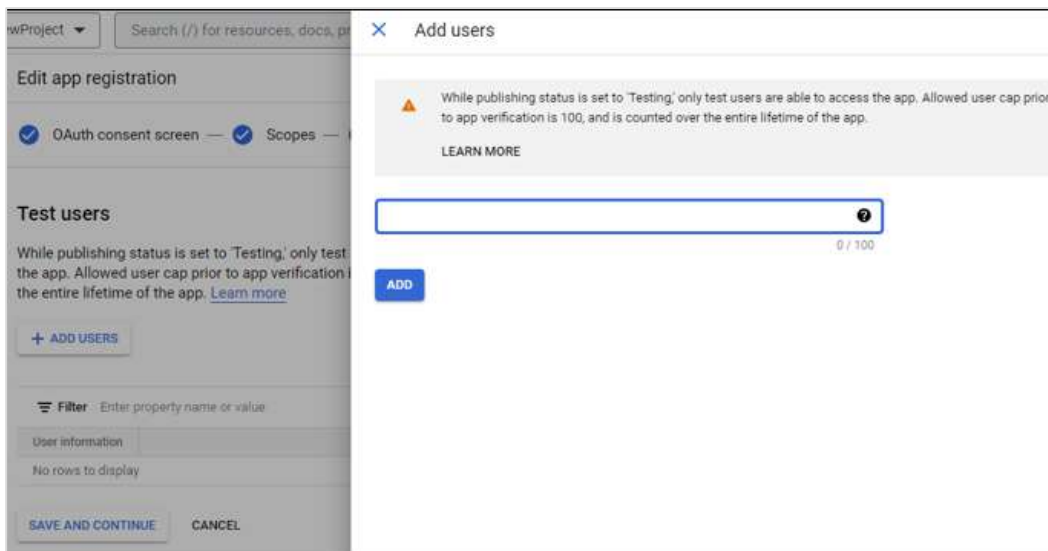 wProject
Search (/) for resources, docs, pr
Edit app registration
OAuth consent screen — Scopes —
Test users
While publishing status is set to 'Testing,' only test
the app. Allowed user cap prior to app verification i
the entire lifetime of the app. Learn more
+ ADD USERS
Filter Enter property name or value
User information
No rows to display
SAVE AND CONTINUE CANCEL
Add users
While publishing status is set to 'Testing,' only test users are able to access the app. Allowed user cap prior
to app verification is 100, and is counted over the entire lifetime of the app.
LEARN MORE
0 / 100
ADD